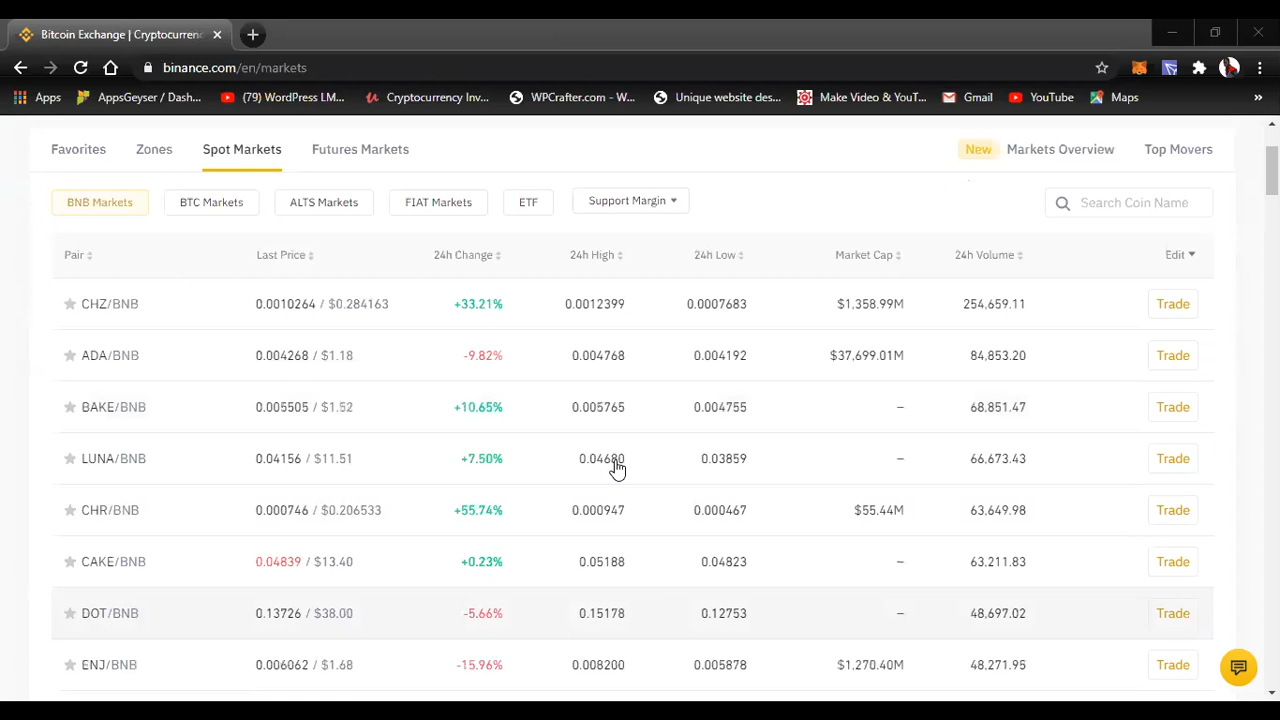 Bitcoin Exchange | Cryptocurrenc
binance.com/en/markets
Apps AppsGeyser / Dash... (79) WordPress LM... Cryptocurrency Inv... WPCrafter.com - W... Unique website des... Make Video & YouT... Gmail YouTube Maps »
Favorites Zones Spot Markets Futures Markets New Markets Overview Top Movers
BNB Markets BTC Markets ALTS Markets FIAT Markets ETF Support Margin Search Coin Name
Pair Last Price 24h Change 24h High 24h Low Market Cap 24h Volume Edit
CHZ/BNB 0.0010264 / $0.284163 +33.21% 0.0012399 0.0007683 $1,358.99M 254,659.11 Trade
ADA/BNB 0.004268 / $1.18 -9.82% 0.004768 0.004192 $37,699.01M 84,853.20 Trade
BAKE/BNB 0.005505 / $1.52 +10.65% 0.005765 0.004755 – 68,851.47 Trade
LUNA/BNB 0.04156 / $11.51 +7.50% 0.04680 0.03859 – 66,673.43 Trade
CHR/BNB 0.000746 / $0.206533 +55.74% 0.000947 0.000467 $55.44M 63,649.98 Trade
CAKE/BNB 0.04839 / $13.40 +0.23% 0.05188 0.04823 – 63,211.83 Trade
DOT/BNB 0.13726 / $38.00 -5.66% 0.15178 0.12753 – 48,697.02 Trade
ENJ/BNB 0.006062 / $1.68 -15.96% 0.008200 0.005878 $1,270.40M 48,271.95 Trade